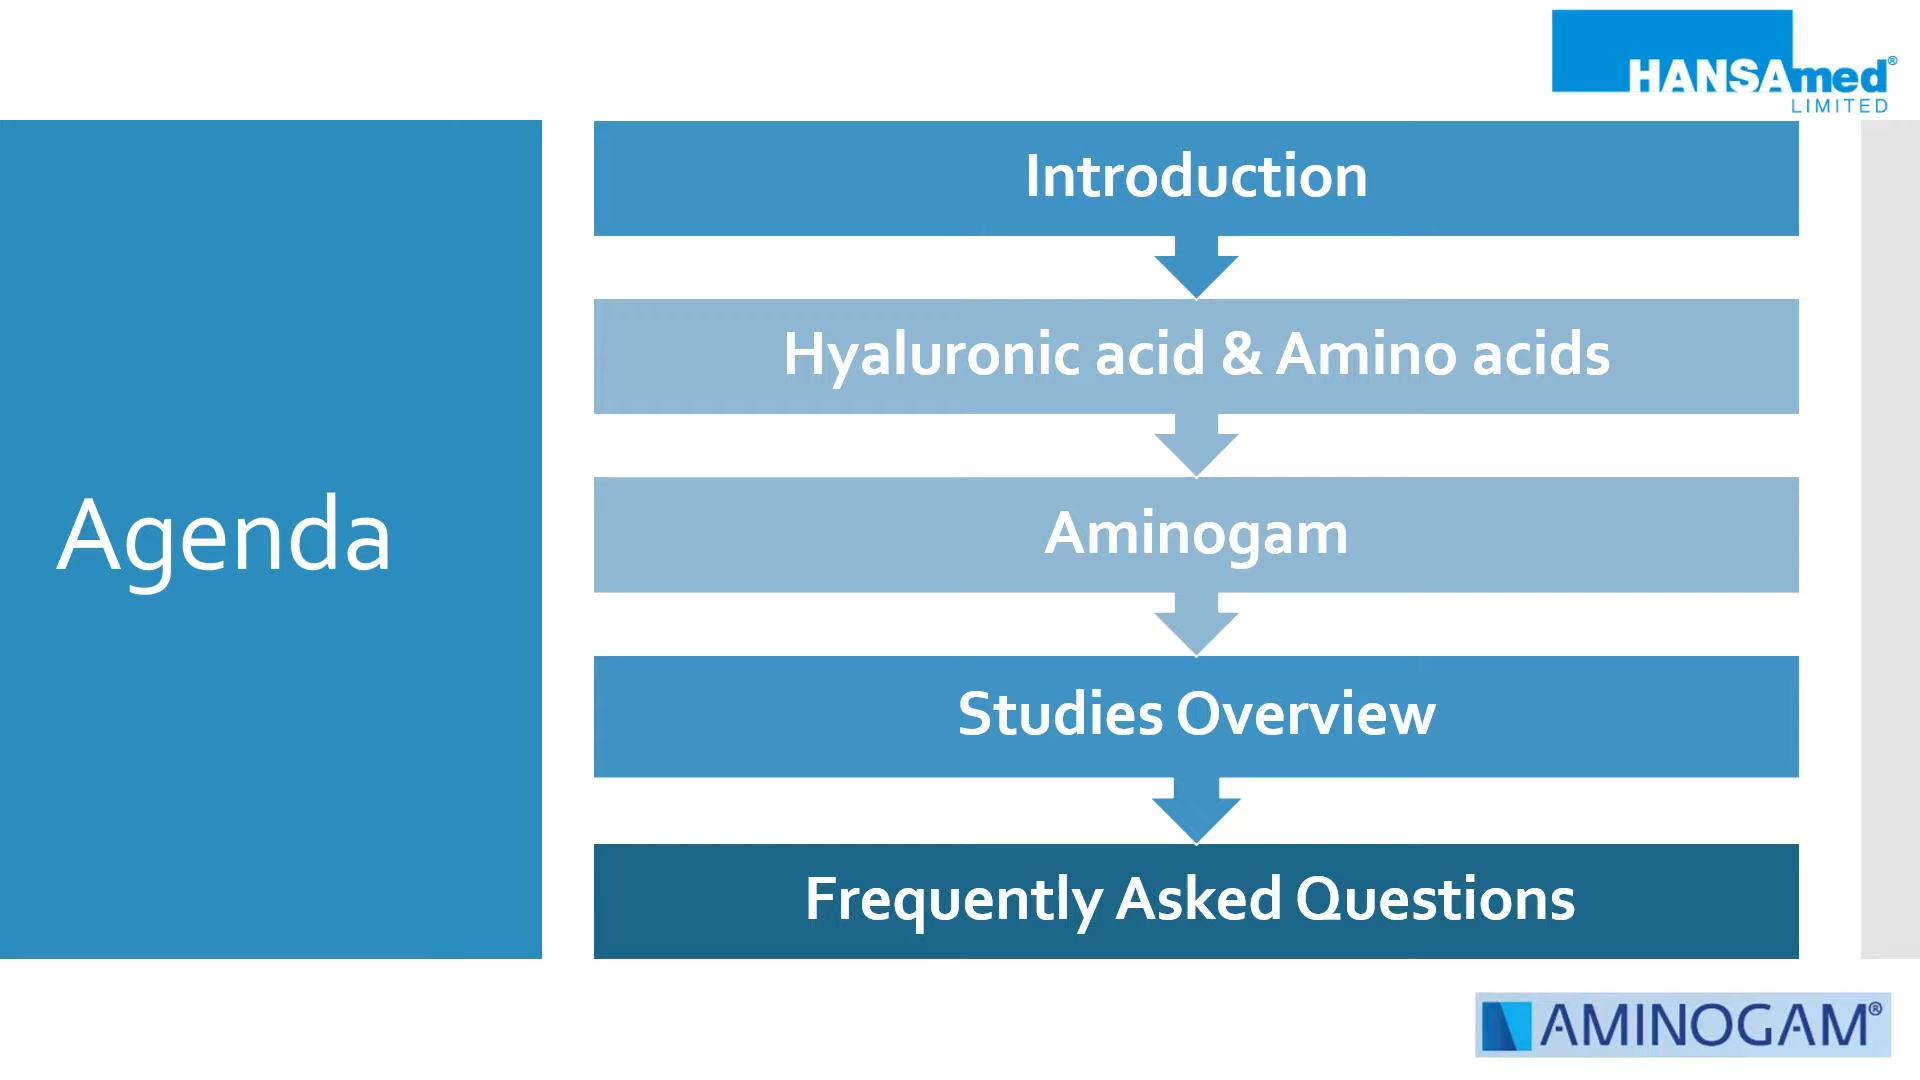 HANSAmed®
LIMITED
Agenda
Introduction
Hyaluronic acid & Amino acids
Aminogam
Studies Overview
Frequently Asked Questions
AMINOGAM®